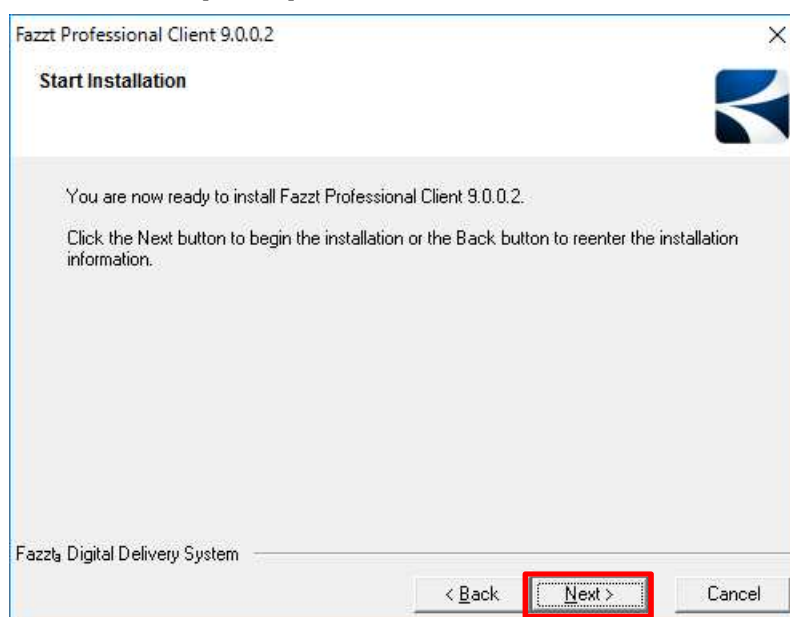 Fazzt Professional Client 9.0.0.2
Start Installation
You are now ready to install Fazzt Professional Client 9.0.0.2.
Click the Next button to begin the installation or the Back button to reenter the installation
information.
Fazztª Digital Delivery System
< Back Next > Cancel